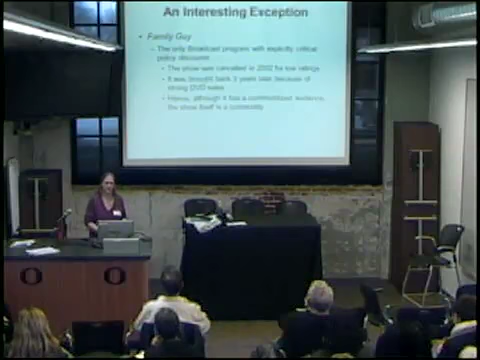 An Interesting Exception
• Family Guy
– The only Broadcast program with explicitly critical
policy discourse
• The show was cancelled in 2002 for low ratings
• It was brought back 3 years later because of
strong DVD sales
• Hence, although it has a commoditized audience,
the show itself is a commodity
O
O